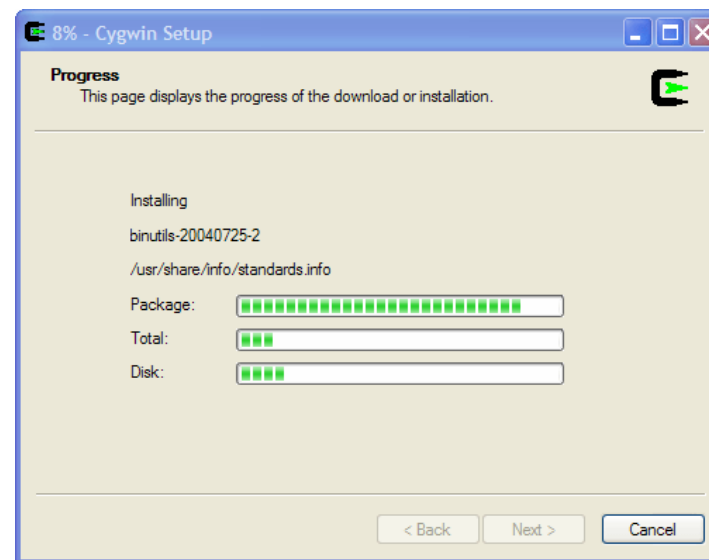 8% - Cygwin Setup
Progress
This page displays the progress of the download or installation.
Installing
binutils-20040725-2
/usr/share/info/standards.info
Package:
Total:
Disk:
< Back
Next >
Cancel